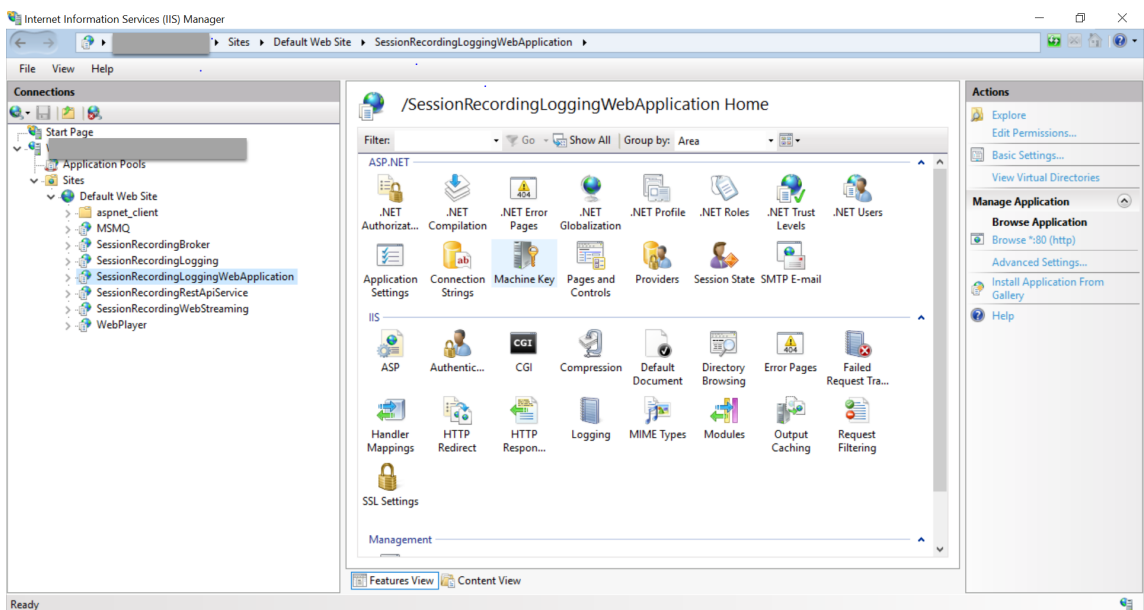 Internet Information Services (IIS) Manager
Sites Default Web Site SessionRecordingLoggingWebApplication
File View Help
Connections
Start Page
Application Pools
Sites
Default Web Site
aspnet_client
MSMQ
SessionRecordingBroker
SessionRecordingLogging
SessionRecordingLoggingWebApplication
SessionRecordingRestApiService
SessionRecordingWebStreaming
WebPlayer
/SessionRecordingLoggingWebApplication Home
Filter: Go Show All Group by: Area
ASP.NET
.NET Authorizat...
.NET Compilation
.NET Error Pages
.NET Globalization
.NET Profile
.NET Roles
.NET Trust Levels
.NET Users
Application Settings
Connection Strings
Machine Key
Pages and Controls
Providers
Session State
SMTP E-mail
IIS
ASP
Authentic...
CGI
Compression
Default Document
Directory Browsing
Error Pages
Failed Request Tra...
Handler Mappings
HTTP Redirect
HTTP Respon...
Logging
MIME Types
Modules
Output Caching
Request Filtering
SSL Settings
Management
Features View Content View
Actions
Explore
Edit Permissions...
Basic Settings...
View Virtual Directories
Manage Application
Browse Application
Browse *:80 (http)
Advanced Settings...
Install Application From
Gallery
Help
Ready